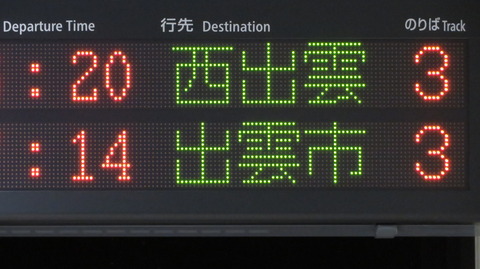 Departure Time 行先 Destination のりば Track
:20 西出雲 3
:14 出雲市 3